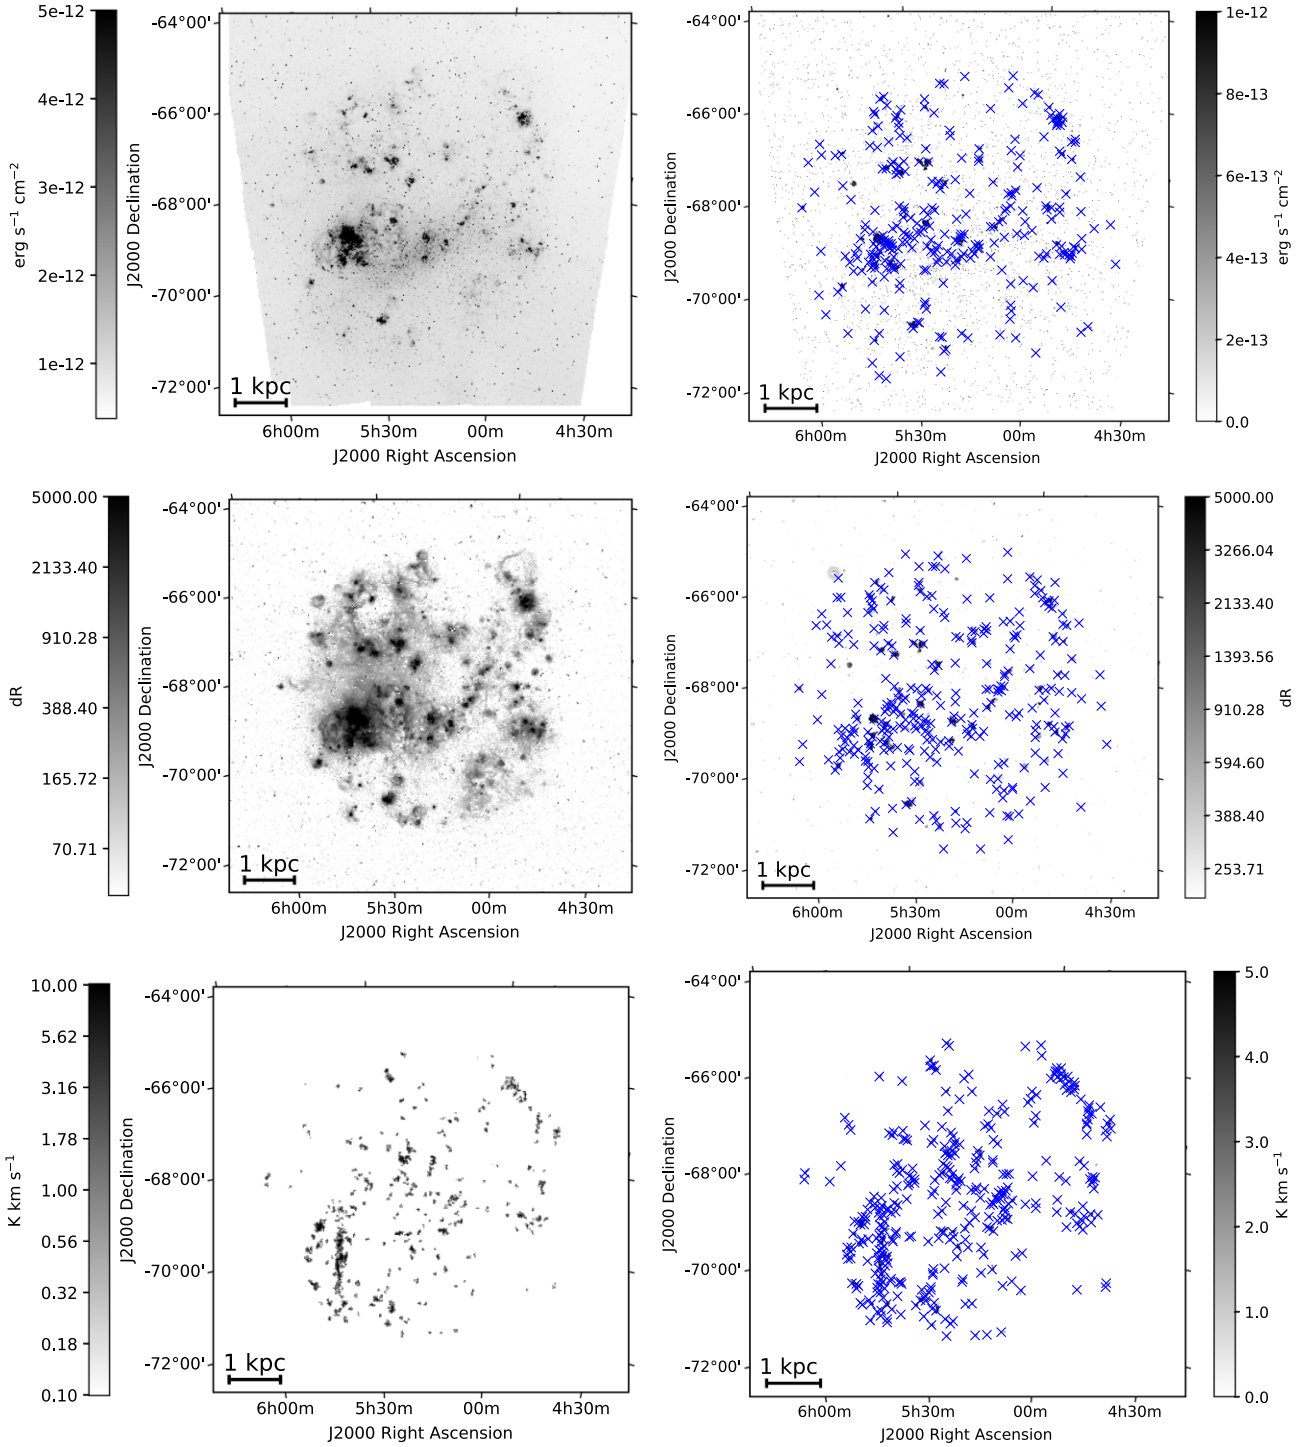 5e-12
4e-12
3e-12
2e-12
1e-12
erg s⁻¹ cm⁻²
J2000 Declination
-64°00'
-66°00'
-68°00'
-70°00'
-72°00'
1 kpc
6h00m 5h30m 00m 4h30m
J2000 Right Ascension
J2000 Declination
-64°00'
-66°00'
-68°00'
-70°00'
-72°00'
1 kpc
6h00m 5h30m 00m 4h30m
J2000 Right Ascension
1e-12
8e-13
6e-13
4e-13
2e-13
0.0
erg s⁻¹ cm⁻²
5000.00
2133.40
910.28
388.40
165.72
70.71
dR
J2000 Declination
-64°00'
-66°00'
-68°00'
-70°00'
-72°00'
1 kpc
6h00m 5h30m 00m 4h30m
J2000 Right Ascension
J2000 Declination
-64°00'
-66°00'
-68°00'
-70°00'
-72°00'
1 kpc
6h00m 5h30m 00m 4h30m
J2000 Right Ascension
5000.00
3266.04
2133.40
1393.56
910.28
594.60
388.40
253.71
dR
10.00
5.62
3.16
1.78
1.00
0.56
0.32
0.18
0.10
K km s⁻¹
J2000 Declination
-64°00'
-66°00'
-68°00'
-70°00'
-72°00'
1 kpc
6h00m 5h30m 00m 4h30m
J2000 Right Ascension
J2000 Declination
-64°00'
-66°00'
-68°00'
-70°00'
-72°00'
1 kpc
6h00m 5h30m 00m 4h30m
J2000 Right Ascension
5.0
4.0
3.0
2.0
1.0
0.0
K km s⁻¹